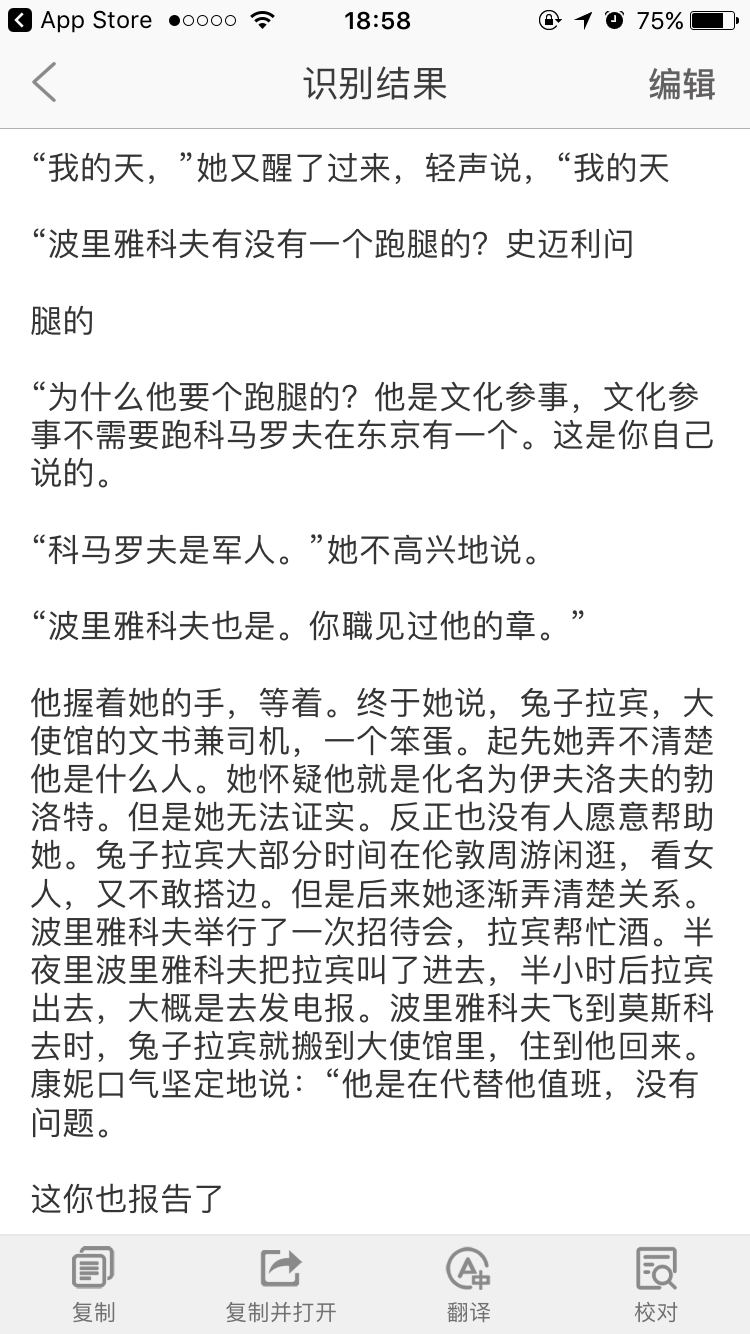 App Store
18:58
75%
识别结果
编辑
“我的天，”她又醒了过来，轻声说，“我的天
“波里雅科夫有没有一个跑腿的？史迈利问
腿的
“为什么他要个跑腿的？他是文化参事，文化参
事不需要跑科马罗夫在东京有一个。这是你自己
说的。
“科马罗夫是军人。”她不高兴地说。
“波里雅科夫也是。你職见过他的章。”
他握着她的手，等着。终于她说，兔子拉宾，大
使馆的文书兼司机，一个笨蛋。起先她弄不清楚
他是什么人。她怀疑他就是化名为伊夫洛夫的勃
洛特。但是她无法证实。反正也没有人愿意帮助
她。兔子拉宾大部分时间在伦敦周游闲逛，看女
人，又不敢搭边。但是后来她逐渐弄清楚关系。
波里雅科夫举行了一次招待会，拉宾帮忙酒。半
夜里波里雅科夫把拉宾叫了进去，半小时后拉宾
出去，大概是去发电报。波里雅科夫飞到莫斯科
去时，兔子拉宾就搬到大使馆里，住到他回来。
康妮口气坚定地说：“他是在代替他值班，没有
问题。
这你也报告了
复制
复制并打开
翻译
校对